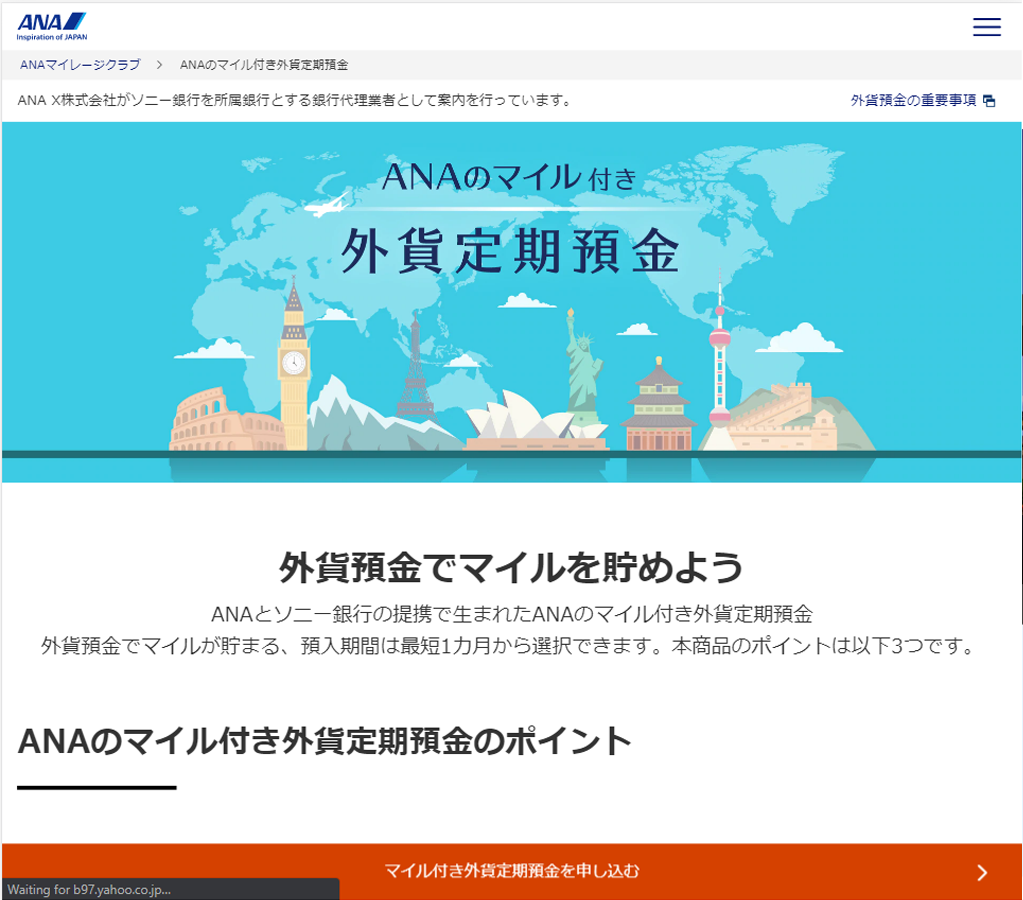 ANA
Inspiration of JAPAN
ANAマイレージクラブ > ANAのマイル付き外貨定期預金
ANA X株式会社がソニー銀行を所属銀行とする銀行代理業者として案内を行っています。
外貨預金の重要事項
ANAのマイル付き
外貨定期預金
外貨預金でマイルを貯めよう
ANAとソニー銀行の提携で生まれたANAのマイル付き外貨定期預金
外貨預金でマイルが貯まる、預入期間は最短1カ月から選択できます。本商品のポイントは以下3つです。
ANAのマイル付き外貨定期預金のポイント
マイル付き外貨定期預金を申し込む
Waiting for b97.yahoo.co.jp...